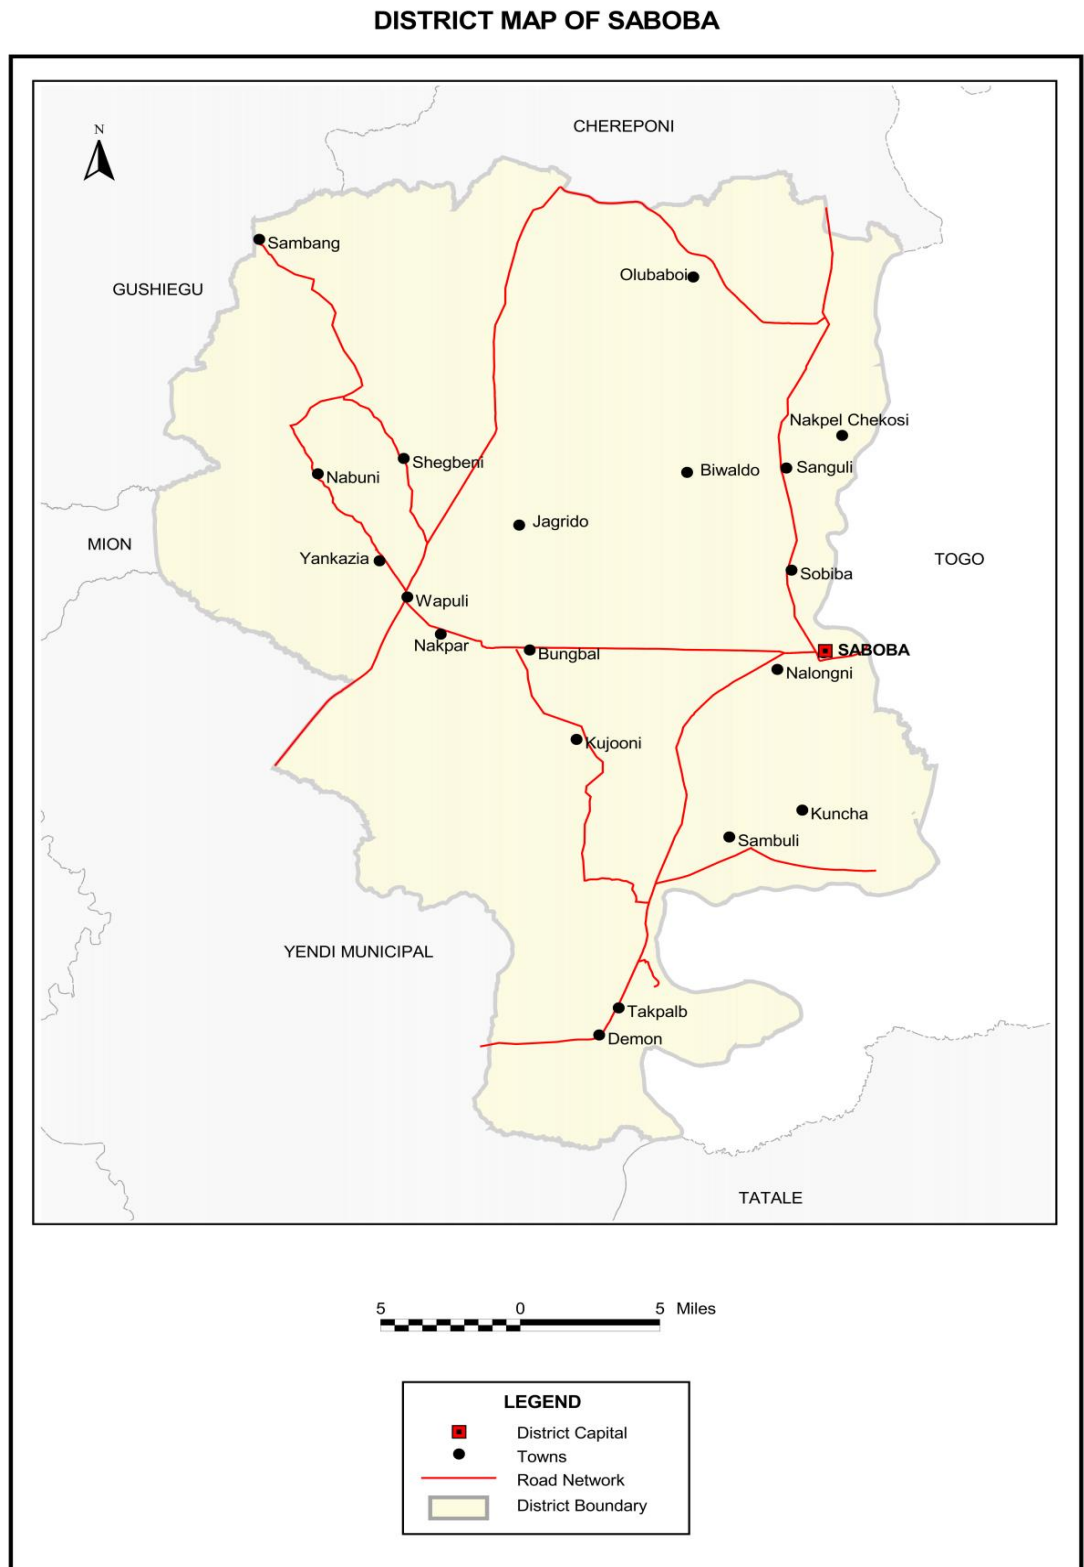 DISTRICT MAP OF SABOBA
N
CHEREPONI
Sambang
Olubaboi
GUSHIEGU
Nakpel Chekosi
Shegbeni
Nabuni
Biwaldo
Sanguli
Jagrido
MION
Yankazia
TOGO
Sobiba
Wapuli
Nakpar
Bungbal
SABOBA
Nalongni
Kujooni
Kuncha
Sambuli
YENDI MUNICIPAL
Takpalb
Demon
TATALE
5 0 5 Miles
LEGEND
District Capital
Towns
Road Network
District Boundary